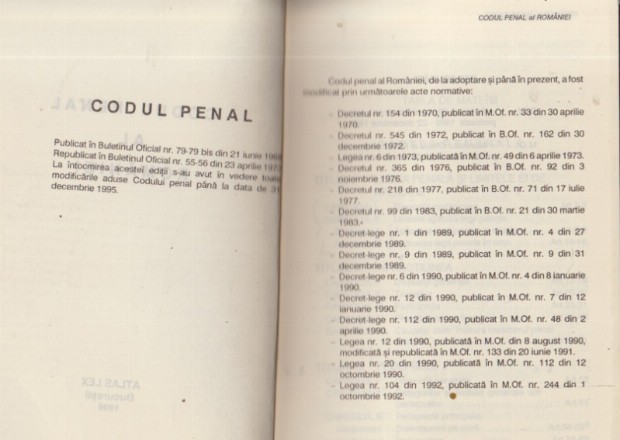 CODUL PENAL
Publicat în Buletinul Oficial nr. 79-79 bis din 21 iunie
Republicat în Buletinul Oficial nr. 55-56 din 23 aprilie
La întocmirea acestei ediţii s-au avut în vedere toate
modificările aduse Codului penal până la data de 31
decembrie 1995.
CODUL PENAL al ROMÂNIEI
Codul penal al României, de la adoptare şi până în prezent, a fost
modificat prin următoarele acte normative:
- Decretul nr. 154 din 1970, publicat în M.Of. nr. 33 din 30 aprilie
1970.
- Decretul nr. 545 din 1972, publicat în B.Of. nr. 162 din 30
decembrie 1972.
- Legea nr. 6 din 1973, publicată în M.Of. nr. 49 din 6 aprilie 1973.
- Decretul nr. 365 din 1976, publicat în B.Of. nr. 92 din 3
noiembrie 1976.
- Decretul nr. 218 din 1977, publicat în B.Of. nr. 71 din 17 iulie
1977.
- Decretul nr. 99 din 1983, publicat în B.Of. nr. 21 din 30 martie
1983.
- Decret-lege nr. 1 din 1989, publicat în M.Of. nr. 4 din 27
decembrie 1989.
- Decret-lege nr. 9 din 1989, publicat în M.Of. nr. 9 din 31
decembrie 1989.
- Decret-lege nr. 6 din 1990, publicat în M.Of. nr. 4 din 8 ianuarie
1990.
- Decret-lege nr. 12 din 1990, publicat în M.Of. nr. 7 din 12
ianuarie 1990.
- Decret-lege nr. 112 din 1990, publicat în M.Of. nr. 48 din 2
aprilie 1990.
- Legea nr. 12 din 1990, publicată în M.Of. din 8 august 1990,
modificată şi republicată în M.Of. nr. 133 din 20 iunie 1991.
- Legea nr. 20 din 1990, publicată în M.Of. nr. 112 din 12
octombrie 1990.
- Legea nr. 104 din 1992, publicată în M.Of. nr. 244 din 1
octombrie 1992.
ATLAS LEX
Bucureşti